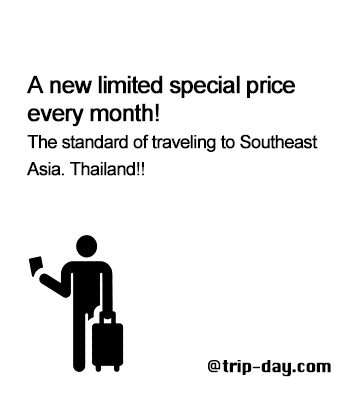 A new limited special price
every month!
The standard of traveling to Southeast
Asia. Thailand!!
@trip-day.com